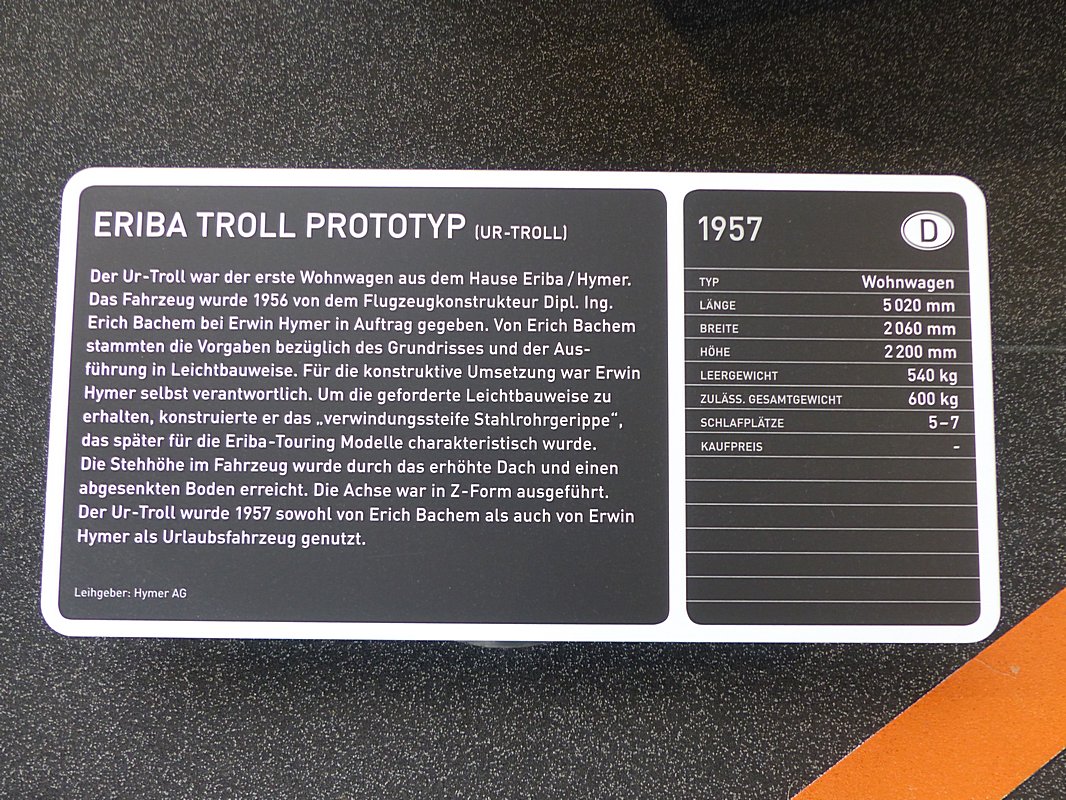 ERIBA TROLL PROTOTYP (UR-TROLL)
Der Ur-Troll war der erste Wohnwagen aus dem Hause Eriba / Hymer.
Das Fahrzeug wurde 1956 von dem Flugzeugkonstrukteur Dipl. Ing.
Erich Bachem bei Erwin Hymer in Auftrag gegeben. Von Erich Bachem
stammten die Vorgaben bezüglich des Grundrisses und der Aus-
führung in Leichtbauweise. Für die konstruktive Umsetzung war Erwin
Hymer selbst verantwortlich. Um die geforderte Leichtbauweise zu
erhalten, konstruierte er das „verwindungssteife Stahlrohrgerippe“,
das später für die Eriba-Touring Modelle charakteristisch wurde.
Die Stehhöhe im Fahrzeug wurde durch das erhöhte Dach und einen
abgesenkten Boden erreicht. Die Achse war in Z-Form ausgeführt.
Der Ur-Troll wurde 1957 sowohl von Erich Bachem als auch von Erwin
Hymer als Urlaubsfahrzeug genutzt.
Leihgeber: Hymer AG
1957 D
TYP Wohnwagen
LÄNGE 5 020 mm
BREITE 2 060 mm
HÖHE 2 200 mm
LEERGEWICHT 540 kg
ZULÄSS. GESAMTGEWICHT 600 kg
SCHLAFPLÄTZE 5–7
KAUFPREIS -